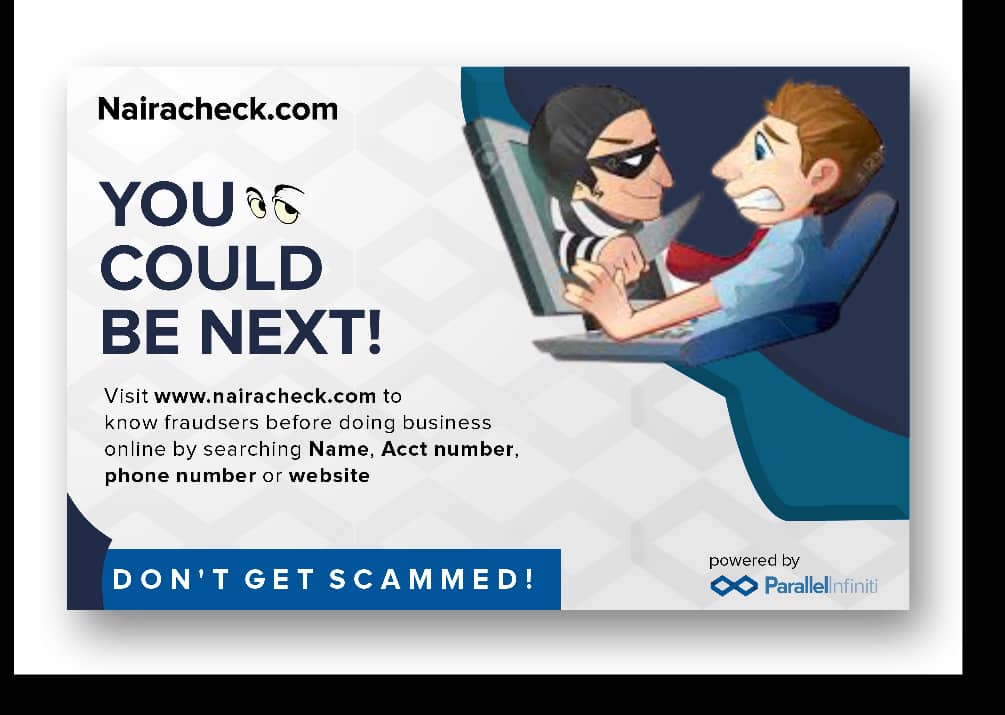 Nairacheck.com
YOU
COULD
BE NEXT!
Visit www.nairacheck.com to
know fraudsers before doing business
online by searching Name, Acct number,
phone number or website
DON'T GET SCAMMED!
powered by
ParallelInfiniti